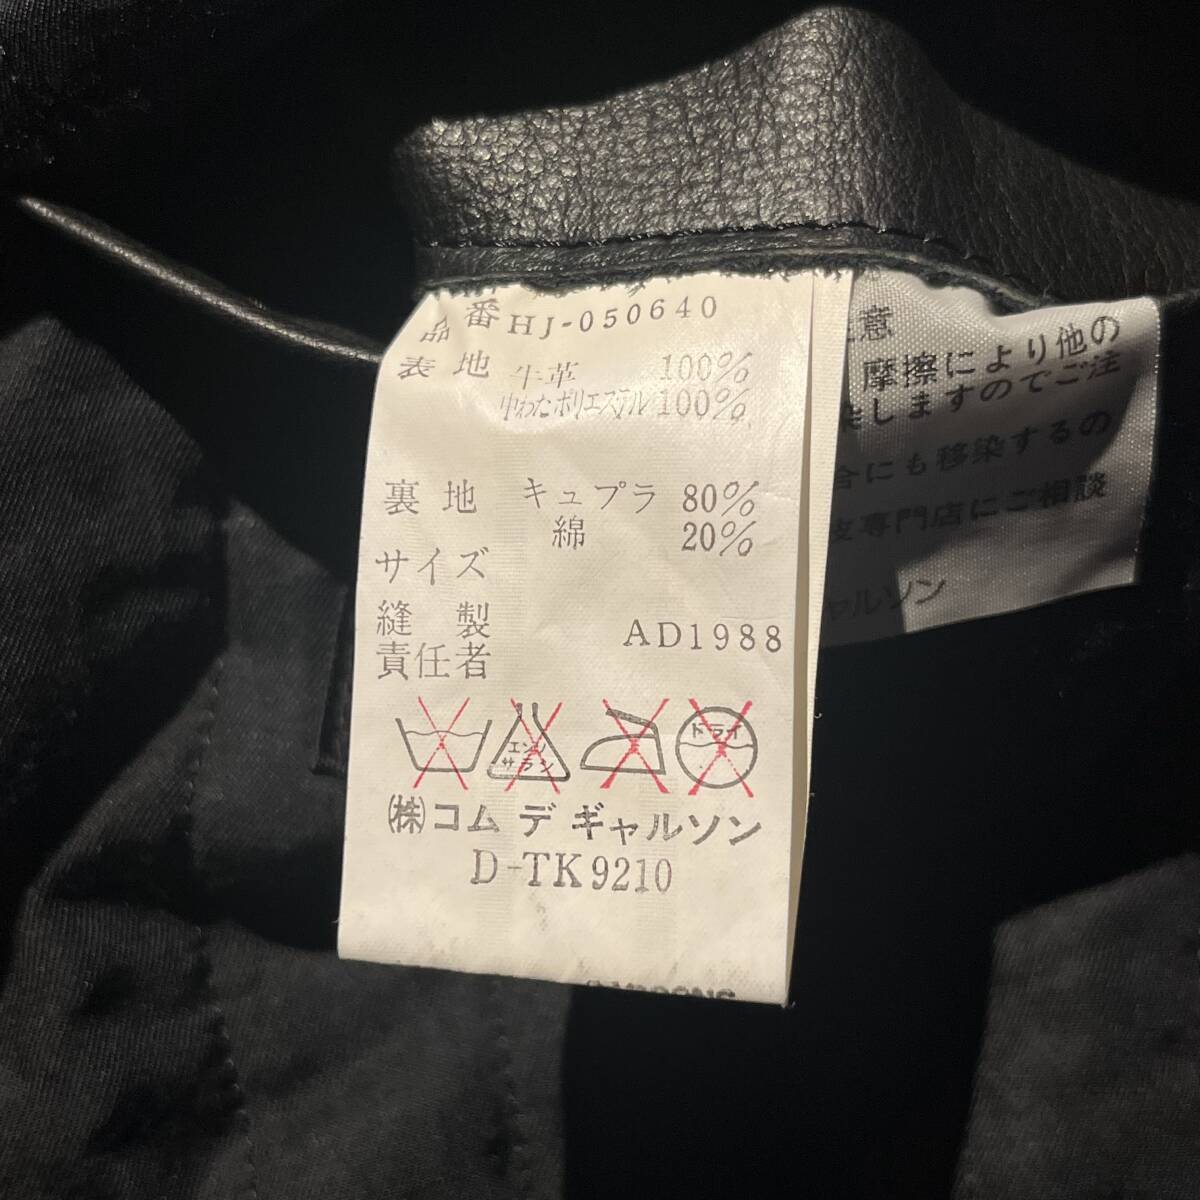 品番 HJ-050640
表地 牛革 100%
中わたポリエステル 100%
裏地 キュプラ 80%
綿 20%
サイズ
縫製 AD1988
責任者
エンソ
サラシ
ドライ
㈱コム デ ギャルソン
D-TK9210
意
摩擦により他の
染しますのでご注
合にも移染するの
皮専門店にご相談
ャルソン